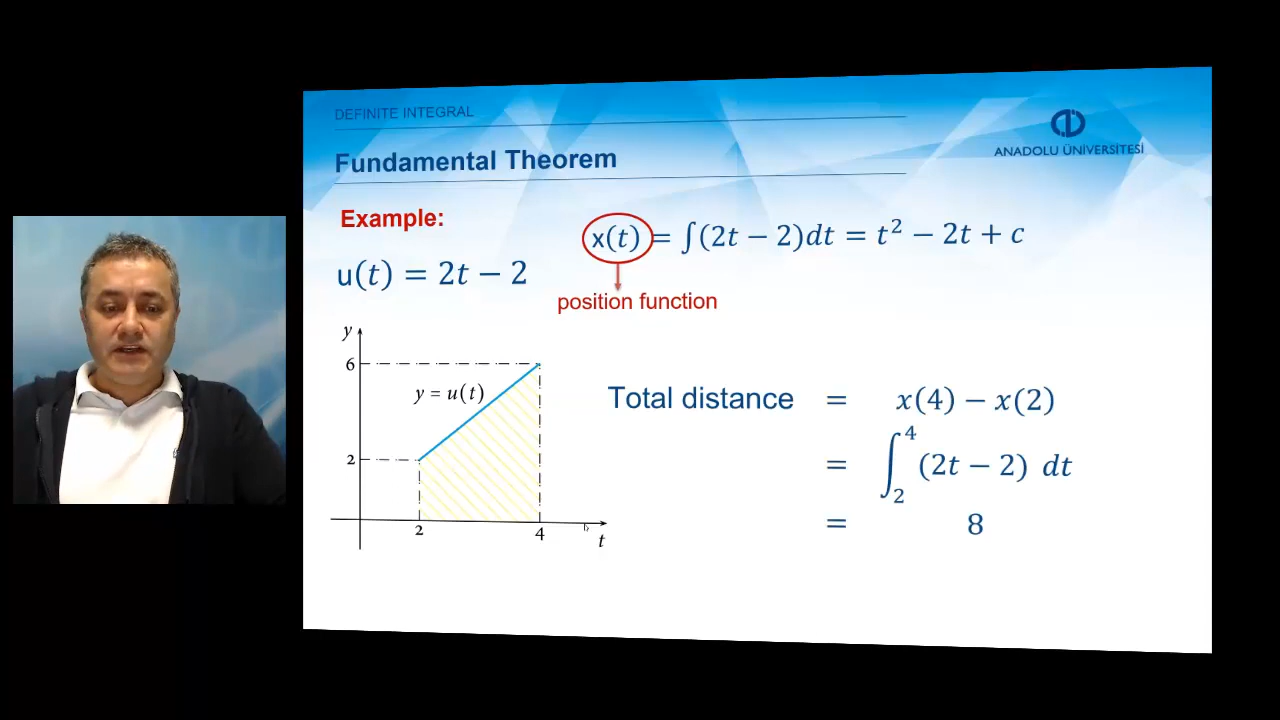 DEFINITE INTEGRAL
Fundamental Theorem
ANADOLU ÜNİVERSİTESİ
Example:
x(t) = ∫(2t − 2)dt = t² − 2t + c
u(t) = 2t − 2
position function
y
6
y = u(t)
2
2
4
t
Total distance = x(4) − x(2)
= ∫₂⁴ (2t − 2) dt
= 8